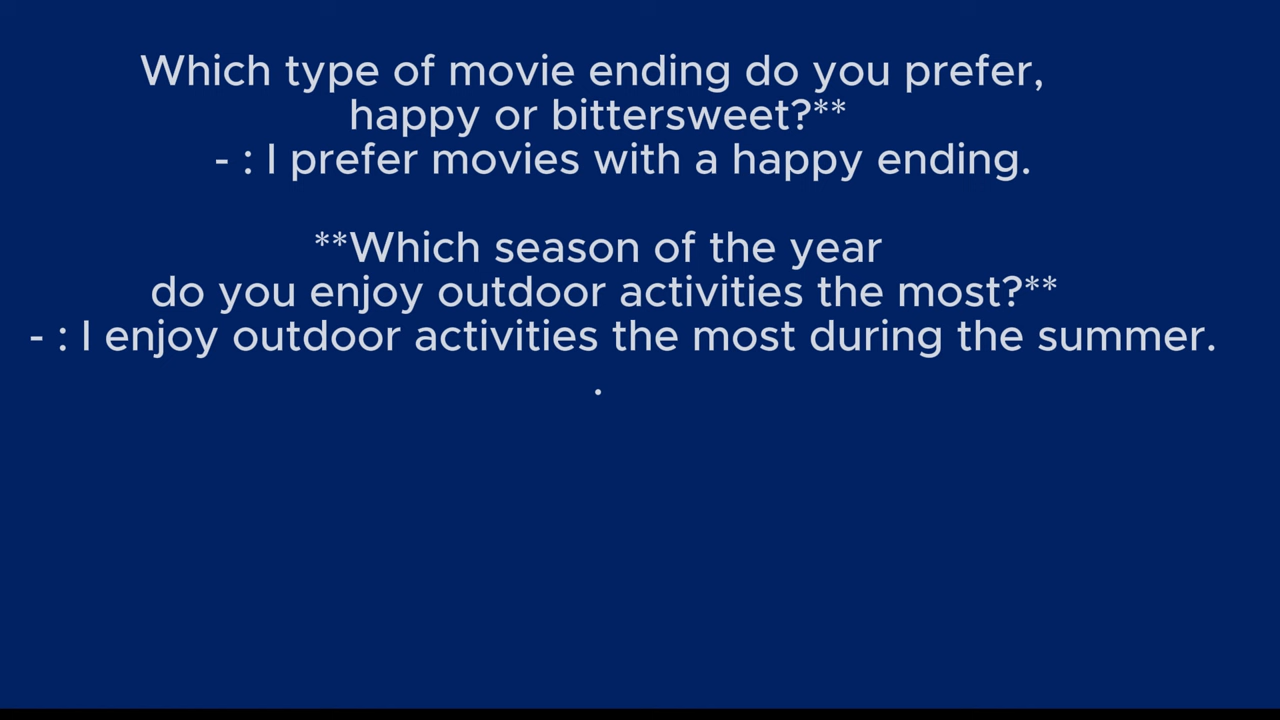 Which type of movie ending do you prefer,
happy or bittersweet?**
- : I prefer movies with a happy ending.
**Which season of the year
do you enjoy outdoor activities the most?**
- : I enjoy outdoor activities the most during the summer.
.